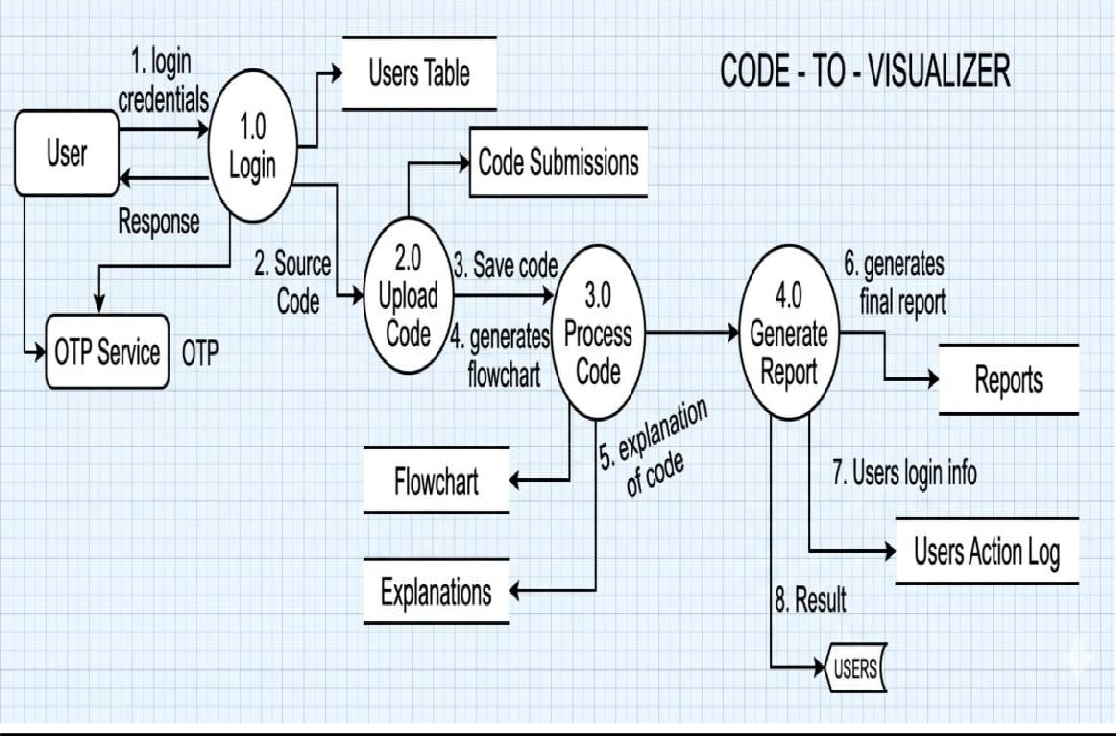 CODE - TO - VISUALIZER
1. login
credentials
User
1.0
Login
Users Table
Response
Code Submissions
2. Source
Code
2.0
Upload
Code
3. Save code
4. generates
flowchart
3.0
Process
Code
4.0
Generate
Report
6. generates
final report
OTP Service
OTP
Reports
5. explanation
of code
Flowchart
7. Users login info
Users Action Log
Explanations
8. Result
USERS